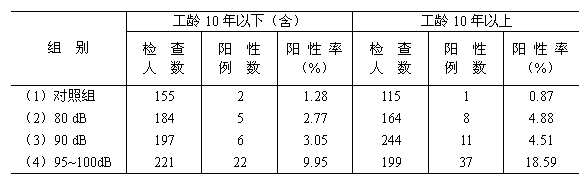 组 别 工龄 10 年以下（含） 工龄 10 年以上
检 查 人 数 阳 性 例 数 阳 性 率 （%） 检 查 人 数 阳 性 例 数 阳 性 率 （%）
（1）对照组 155 2 1.28 115 1 0.87
（2）80 dB 184 5 2.77 164 8 4.88
（3）90 dB 197 6 3.05 244 11 4.51
（4）95~100dB 221 22 9.95 199 37 18.59